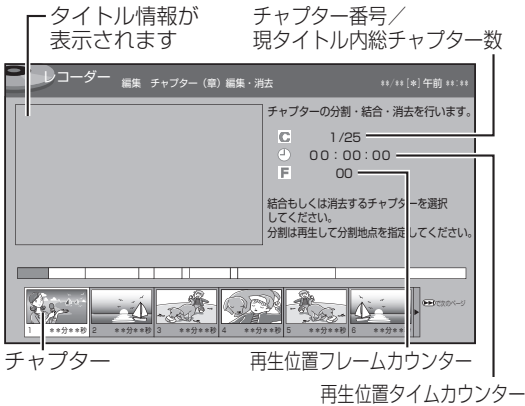 タイトル情報が
表示されます
チャプター番号／
現タイトル内総チャプター数
レコーダー 編集 チャプター（章）編集・消去 **/** [*] 午前 **:**
チャプターの分割・結合・消去を行います。
C 1/25
00：00：00
F 00
結合もしくは消去するチャプターを選択
してください。
分割は再生して分割地点を指定してください。
1 **分**秒 2 **分**秒 3 **分**秒 4 **分**秒 5 **分**秒 6 **分**秒
で次のページ
チャプター
再生位置フレームカウンター
再生位置タイムカウンター